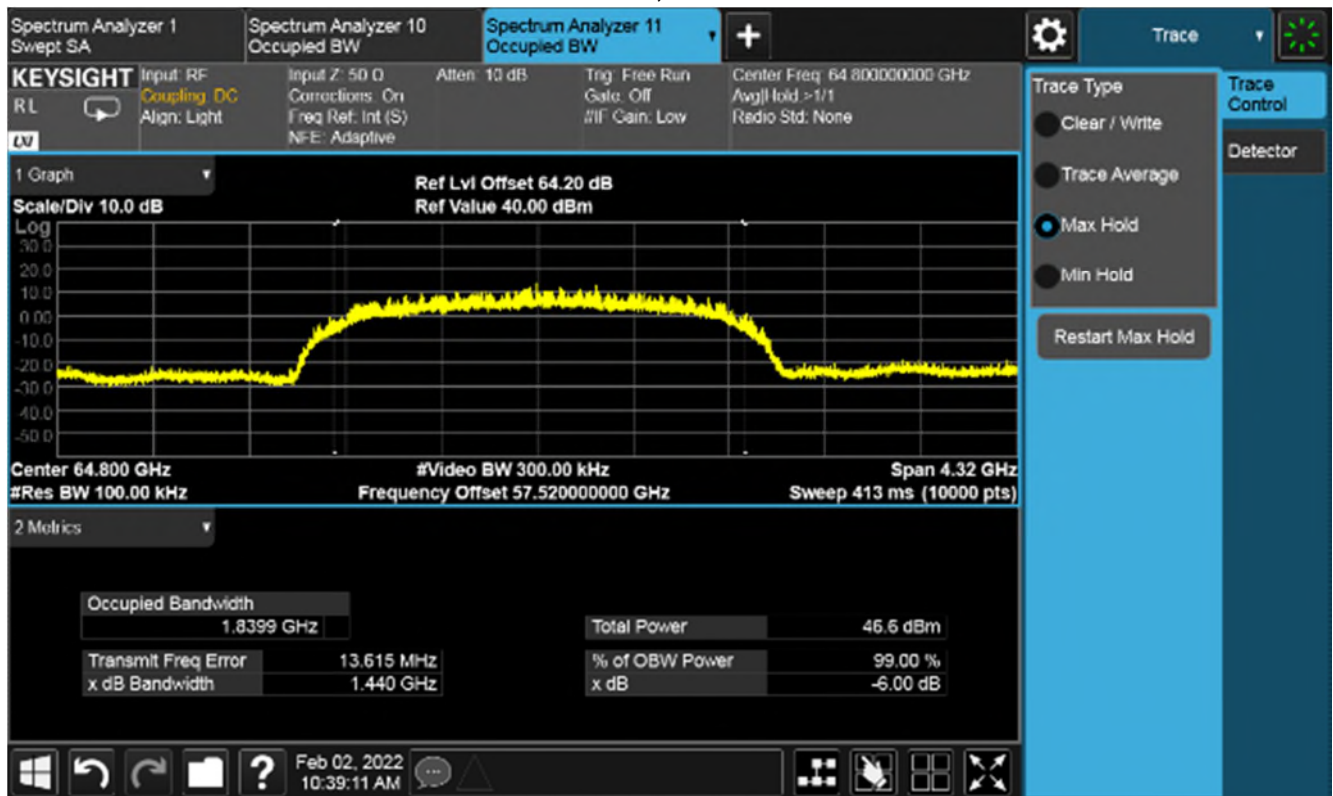 Spectrum Analyzer 1
Swept SA
Spectrum Analyzer 10
Occupied BW
Spectrum Analyzer 11
Occupied BW
+
Trace
KEYSIGHT
RL
LXI
Input: RF
Coupling: DC
Align: Light
Input Z: 50 Ω
Corrections: On
Freq Ref: Int (S)
NFE: Adaptive
Atten: 10 dB
Trig: Free Run
Gate: Off
#IF Gain: Low
Center Freq: 64.800000000 GHz
Avg|Hold:>1/1
Radio Std: None
Trace Type
Clear / Write
Trace Average
Max Hold
Min Hold
Restart Max Hold
Trace
Control
Detector
1 Graph
Scale/Div 10.0 dB
Ref Lvl Offset 64.20 dB
Ref Value 40.00 dBm
Log
30.0
20.0
10.0
0.00
-10.0
-20.0
-30.0
-40.0
-50.0
Center 64.800 GHz
#Video BW 300.00 kHz
Span 4.32 GHz
#Res BW 100.00 kHz
Frequency Offset 57.520000000 GHz
Sweep 413 ms (10000 pts)
2 Metrics
Occupied Bandwidth
1.8399 GHz
Total Power 46.6 dBm
Transmit Freq Error 13.615 MHz
% of OBW Power 99.00 %
x dB Bandwidth 1.440 GHz
x dB -6.00 dB
?
Feb 02, 2022
10:39:11 AM